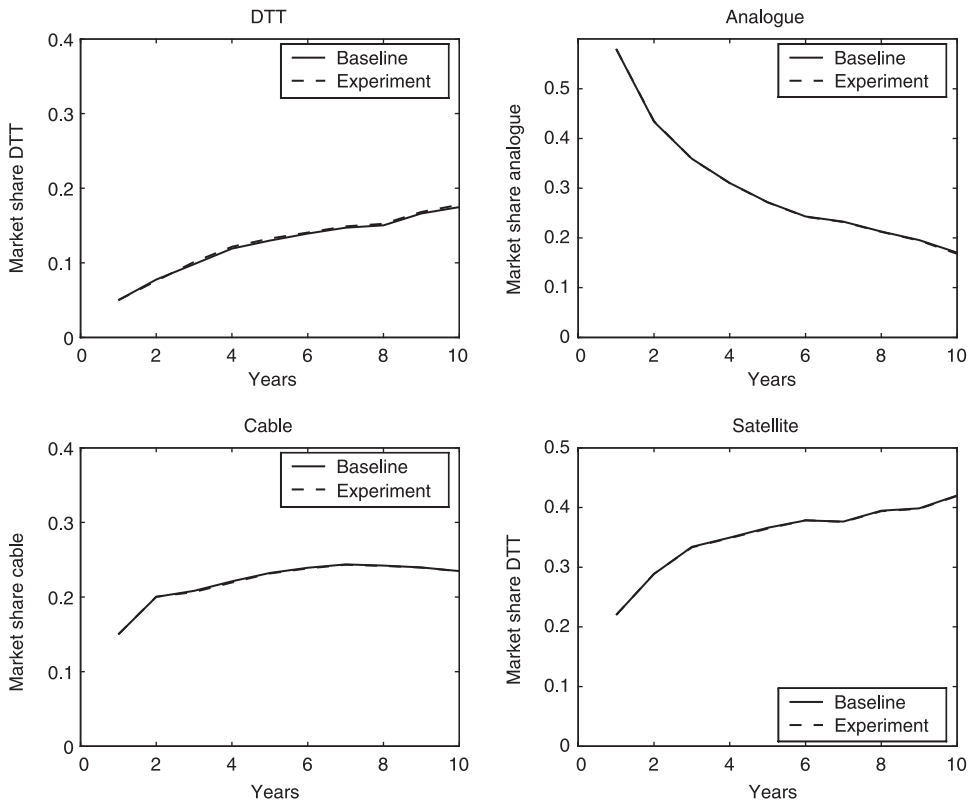 DTT
Baseline
Experiment
Market share DTT
0.4
0.3
0.2
0.1
0
0 2 4 6 8 10
Years
Analogue
Baseline
Experiment
Market share analogue
0.5
0.4
0.3
0.2
0.1
0
0 2 4 6 8 10
Years
Cable
Baseline
Experiment
Market share cable
0.4
0.3
0.2
0.1
0
0 2 4 6 8 10
Years
Satellite
Market share DTT
0.5
0.4
0.3
0.2
0.1
0
Baseline
Experiment
0 2 4 6 8 10
Years